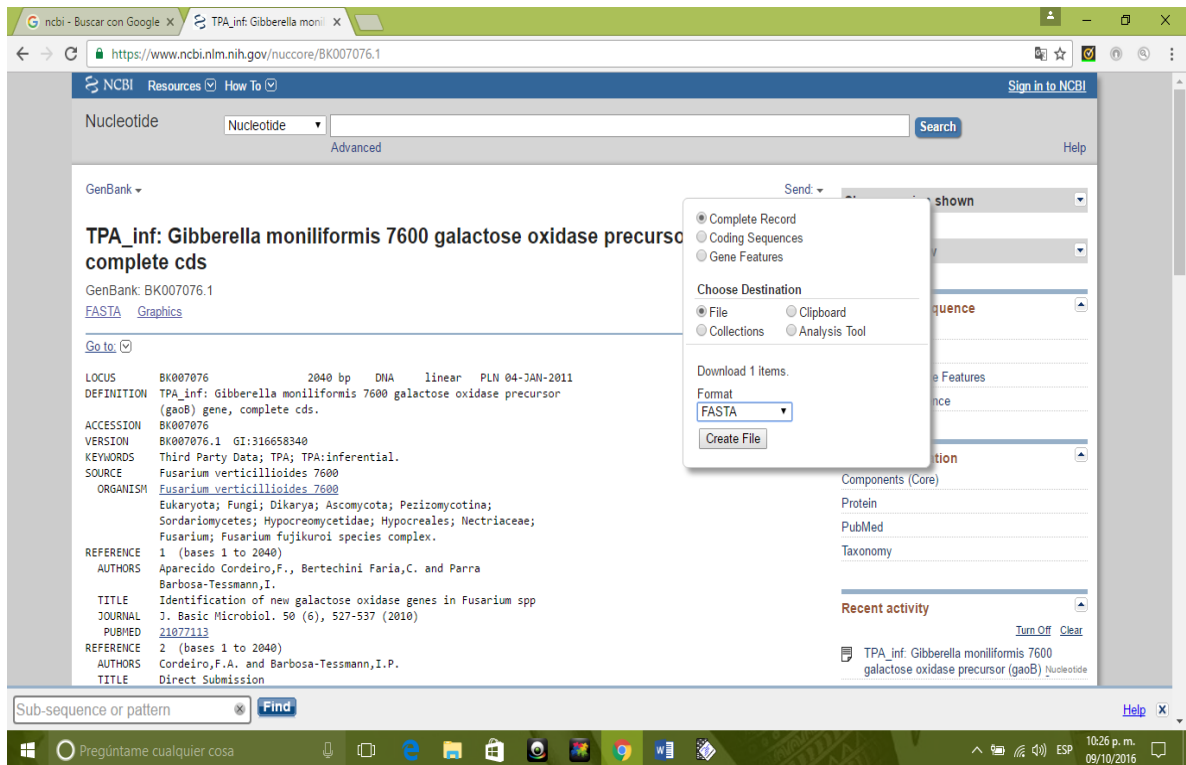 ncbi - Buscar con Google
TPA_inf: Gibberella monil
https://www.ncbi.nlm.nih.gov/nuccore/BK007076.1
NCBI Resources How To
Sign in to NCBI
Nucleotide
Nucleotide
Search
Advanced
Help
GenBank
Send:
shown
Complete Record
Coding Sequences
Gene Features
TPA_inf: Gibberella moniliformis 7600 galactose oxidase precurso
complete cds
GenBank: BK007076.1
FASTA Graphics
Choose Destination
File Clipboard
Collections Analysis Tool
quence
Go to:
Download 1 items.
Format
FASTA
Create File
e Features
nce
LOCUS BK007076 2040 bp DNA linear PLN 04-JAN-2011
DEFINITION TPA_inf: Gibberella moniliformis 7600 galactose oxidase precursor
(gaoB) gene, complete cds.
ACCESSION BK007076
VERSION BK007076.1 GI:316658340
KEYWORDS Third Party Data; TPA; TPA:inferential.
SOURCE Fusarium verticillioides 7600
ORGANISM Fusarium verticillioides 7600
Eukaryota; Fungi; Dikarya; Ascomycota; Pezizomycotina;
Sordariomycetes; Hypocreomycetidae; Hypocreales; Nectriaceae;
Fusarium; Fusarium fujikuroi species complex.
REFERENCE 1 (bases 1 to 2040)
AUTHORS Aparecido Cordeiro,F., Bertechini Faria,C. and Parra
Barbosa-Tessmann,I.
TITLE Identification of new galactose oxidase genes in Fusarium spp
JOURNAL J. Basic Microbiol. 50 (6), 527-537 (2010)
PUBMED 21077113
REFERENCE 2 (bases 1 to 2040)
AUTHORS Cordeiro,F.A. and Barbosa-Tessmann,I.P.
TITLE Direct Submission
tion
Components (Core)
Protein
PubMed
Taxonomy
Recent activity
Turn Off Clear
TPA_inf: Gibberella moniliformis 7600
galactose oxidase precursor (gaoB) Nucleotide
Sub-sequence or pattern
Find
Help
Pregúntame cualquier cosa
ESP
10:26 p. m.
09/10/2016